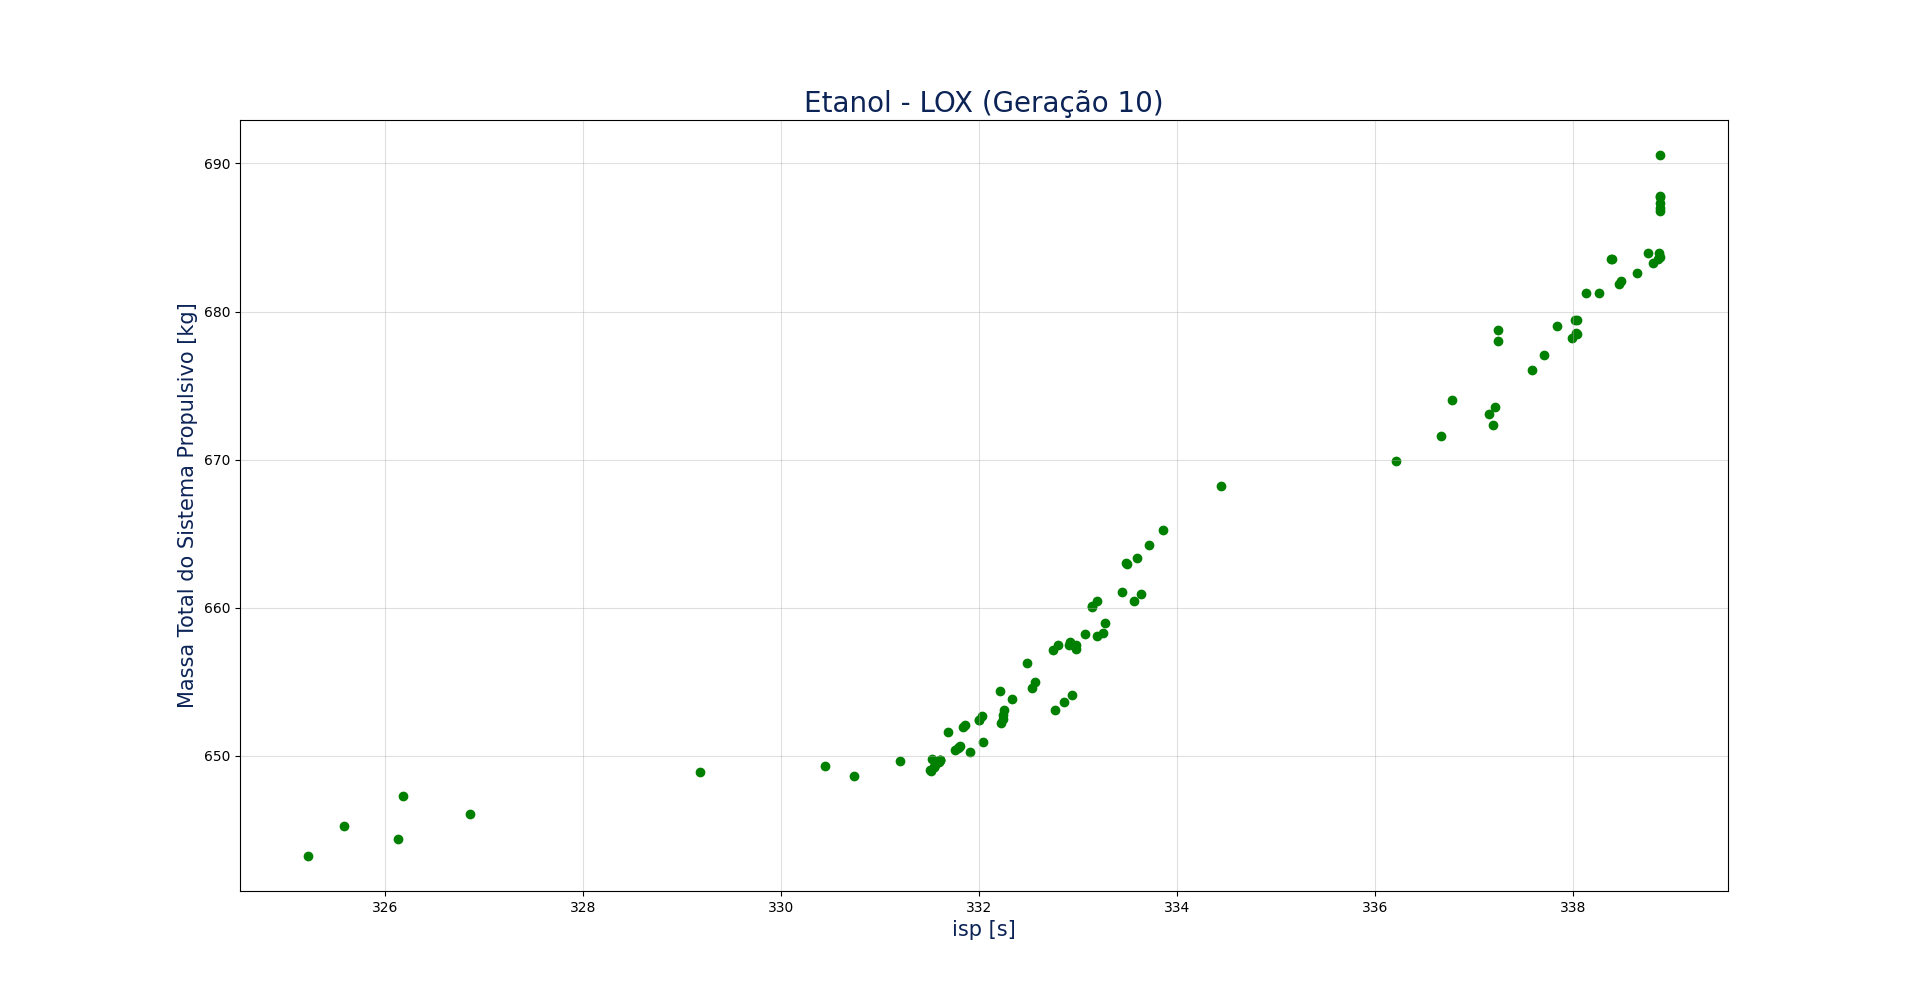 Etanol - LOX (Geração 10)
Massa Total do Sistema Propulsivo [kg]
690
680
670
660
650
326 328 330 332 334 336 338
isp [s]